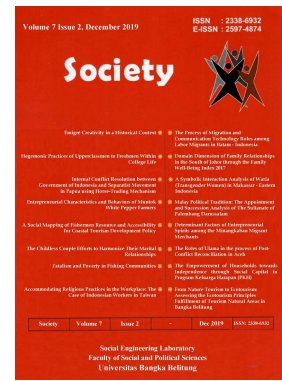 Volume 7 Issue 2, December 2019
ISSN : 2338-6932
E-ISSN : 2597-4874
Society
Emigré Creativity in a Historical Context
Hegemonic Practices of Upperclassmen to Freshmen Within
College Life
Internal Conflict Resolution between
Government of Indonesia and Separatist Movement
in Papua using Horse-Trading Mechanism
Entrepreneurial Characters and Behaviors of Muntok
White Pepper Farmers
A Social Mapping of Fishermen Resource and Accessibility
for Coastal Tourism Development Policy
The Childless Couple Efforts to Harmonize Their Marital
Relationships
Fatalism and Poverty in Fishing Communities
Accommodating Religious Practices in the Workplace: The
Case of Indonesian Workers in Taiwan
The Process of Migration and
Communication Technology Roles among
Labor Migrants in Batam - Indonesia
Domain Dimension of Family Relationships
in the South of Johor through the Family
Well-Being Index 2017
A Symbolic Interaction Analysis of Waria
(Transgender Women) in Makassar - Eastern
Indonesia
Malay Political Tradition: The Appointment
and Succession Analysis of The Sultanate of
Palembang Darussalam
Determinant Factors of Entrepreneurial
Spirits among the Minangkabau Migrant
Merchants
The Roles of Ulama in the process of Post-
Conflict Reconciliation in Aceh
The Empowerment of Households towards
Independence through Social Capital in
Program Keluarga Harapan (PKH)
From Nature Tourism to Ecotourism:
Assessing the Ecotourism Principles
Fulfillment of Tourism Natural Areas in
Bangka Belitung
Society Volume 7 Issue 2 Dec 2019 ISSN: 2338-6932
Social Engineering Laboratory
Faculty of Social and Political Sciences
Universitas Bangka Belitung